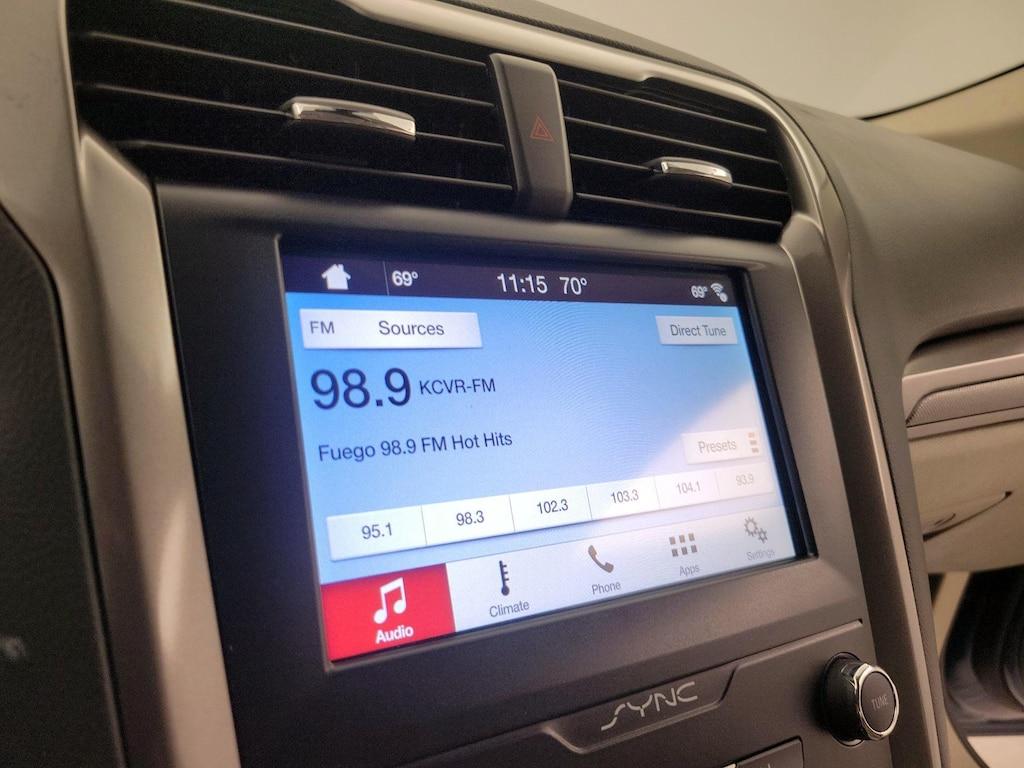 69° 11:15 70° 69°
FM Sources Direct Tune
98.9 KCVR-FM
Fuego 98.9 FM Hot Hits
Presets
95.1 98.3 102.3 103.3 104.1 93.9
Audio Climate Phone Apps Settings
SYNC
TUNE